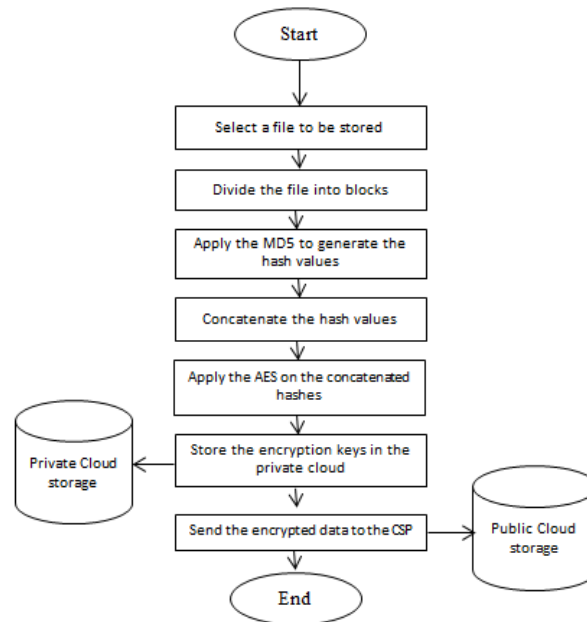 Start
Select a file to be stored
Divide the file into blocks
Apply the MD5 to generate the
hash values
Concatenate the hash values
Apply the AES on the concatenated
hashes
Private Cloud
storage
Store the encryption keys in the
private cloud
Send the encrypted data to the CSP
Public Cloud
storage
End